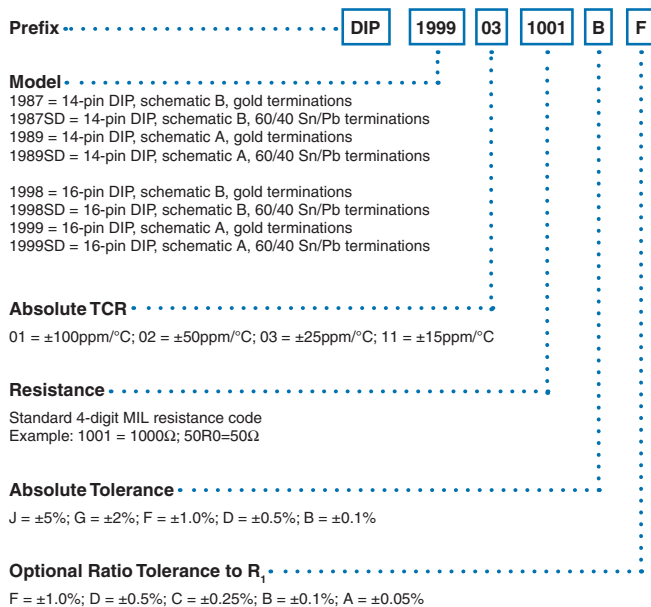 Prefix DIP 1999 03 1001 B F
Model
1987 = 14-pin DIP, schematic B, gold terminations
1987SD = 14-pin DIP, schematic B, 60/40 Sn/Pb terminations
1989 = 14-pin DIP, schematic A, gold terminations
1989SD = 14-pin DIP, schematic A, 60/40 Sn/Pb terminations
1998 = 16-pin DIP, schematic B, gold terminations
1998SD = 16-pin DIP, schematic B, 60/40 Sn/Pb terminations
1999 = 16-pin DIP, schematic A, gold terminations
1999SD = 16-pin DIP, schematic A, 60/40 Sn/Pb terminations
Absolute TCR
01 = ±100ppm/°C; 02 = ±50ppm/°C; 03 = ±25ppm/°C; 11 = ±15ppm/°C
Resistance
Standard 4-digit MIL resistance code
Example: 1001 = 1000Ω; 50R0=50Ω
Absolute Tolerance
J = ±5%; G = ±2%; F = ±1.0%; D = ±0.5%; B = ±0.1%
Optional Ratio Tolerance to R₁
F = ±1.0%; D = ±0.5%; C = ±0.25%; B = ±0.1%; A = ±0.05%